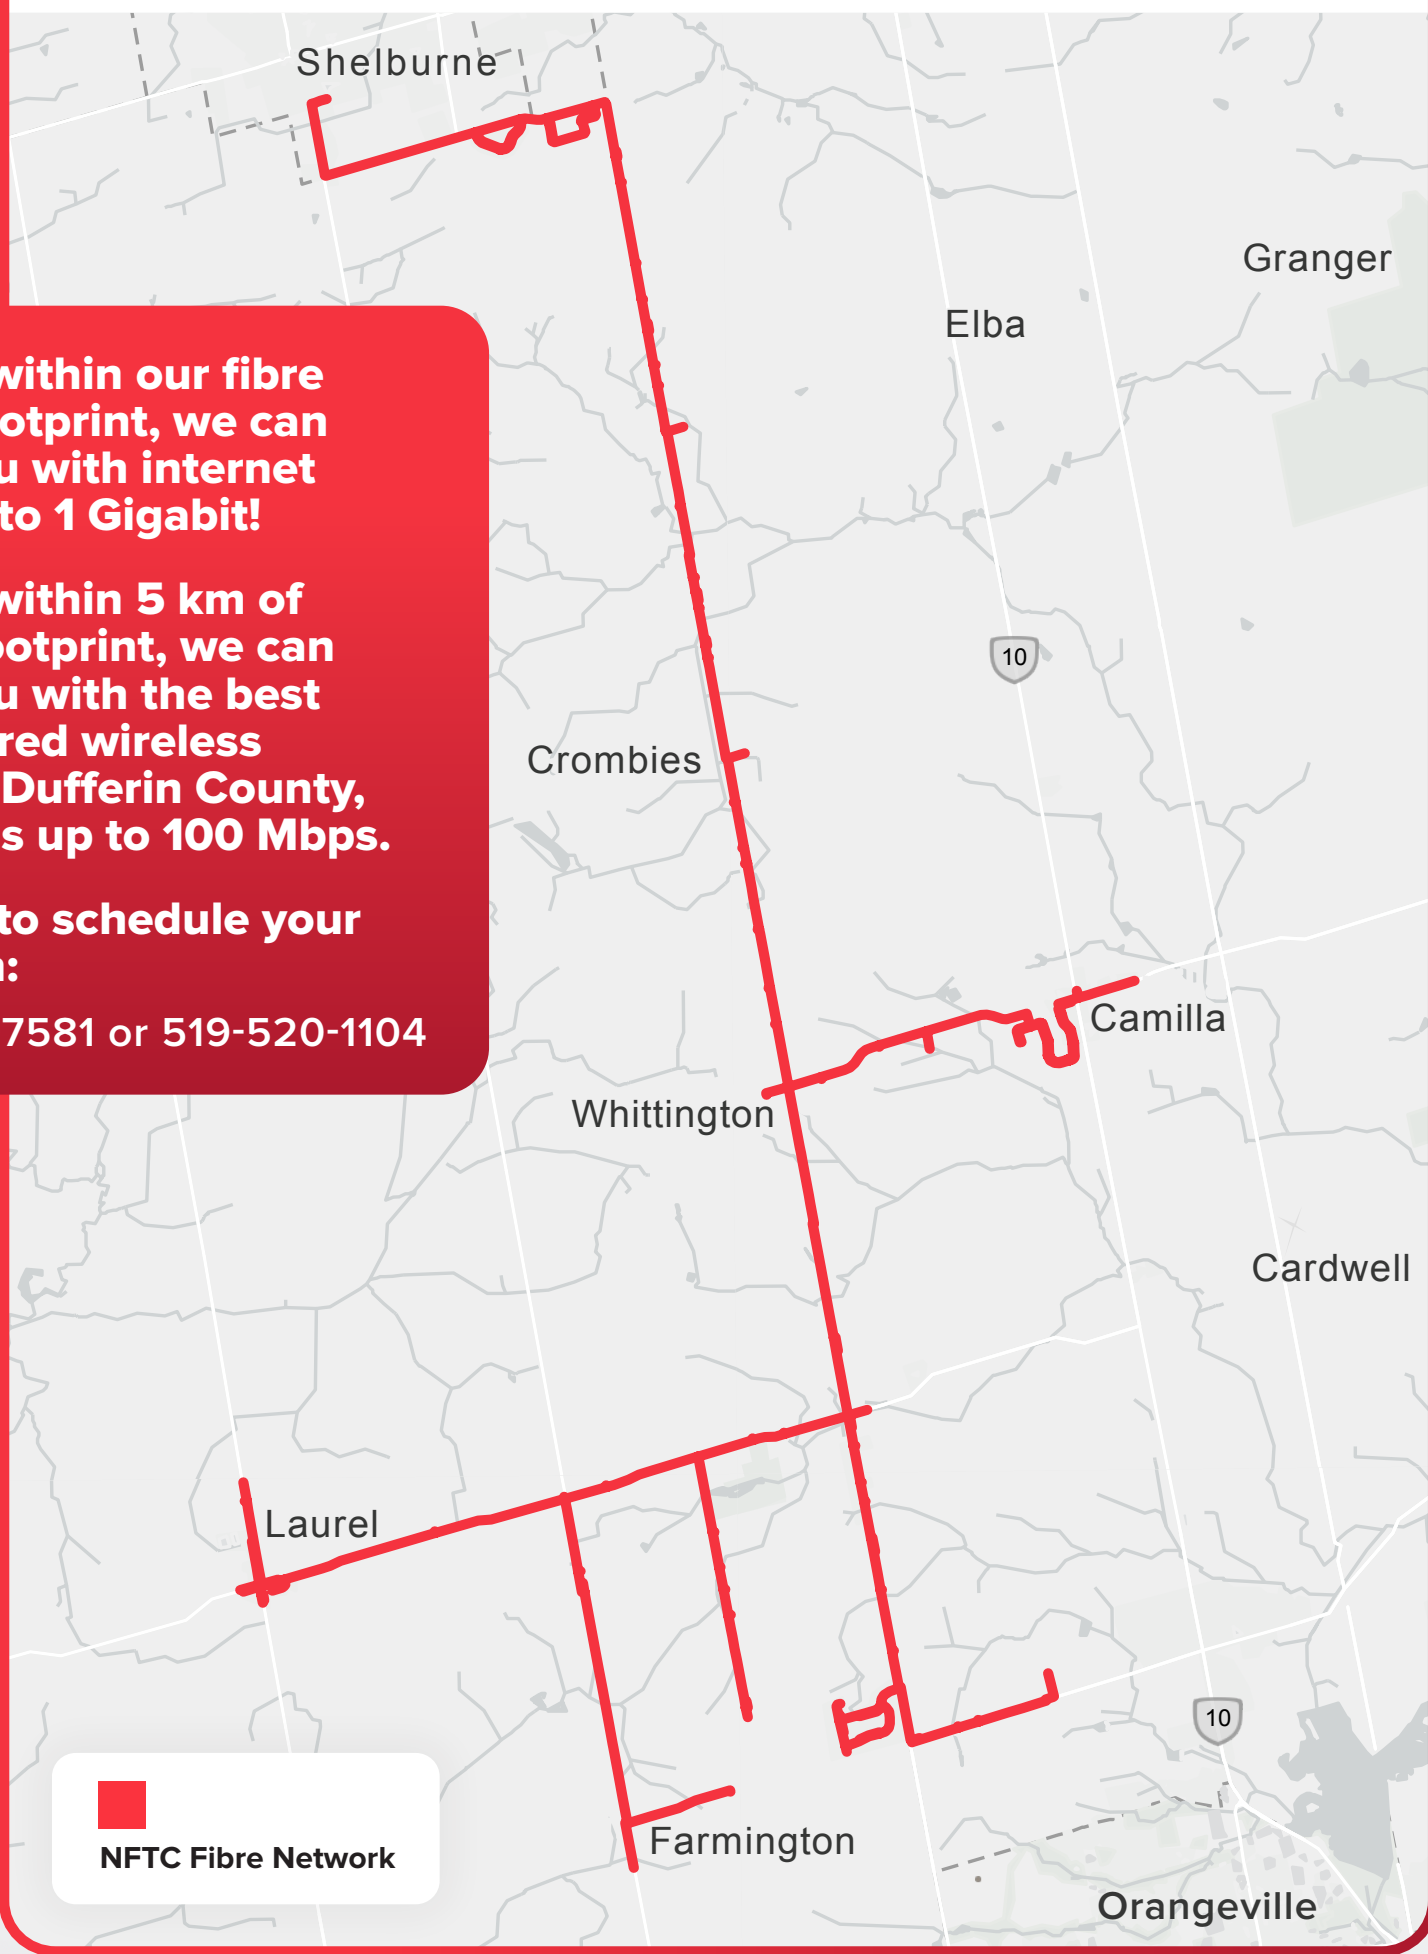 Shelburne
Granger
Elba
within our fibre
otprint, we can
u with internet
to 1 Gigabit!
within 5 km of
ootprint, we can
u with the best
red wireless
Dufferin County,
s up to 100 Mbps.
to schedule your
n:
7581 or 519-520-1104
10
Crombies
Camilla
Whittington
Cardwell
Laurel
10
Farmington
Orangeville
NFTC Fibre Network